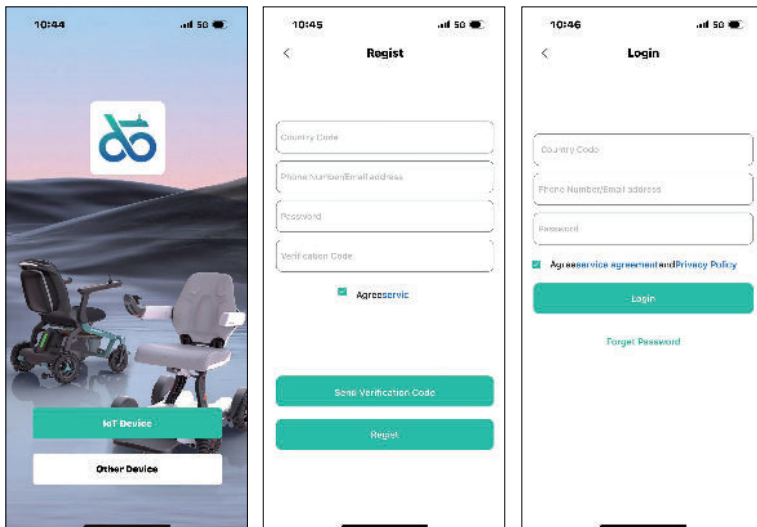 10:44
5G
IoT Device
Other Device
10:45
5G
Regist
Country Code
Phone Number/Email address
Password
Verification Code
Agreeservic
Send Verification Code
Regist
10:46
5G
Login
Country Code
Phone Number/Email address
Password
Agreeservice agreementandPrivacy Policy
Login
Forget Password